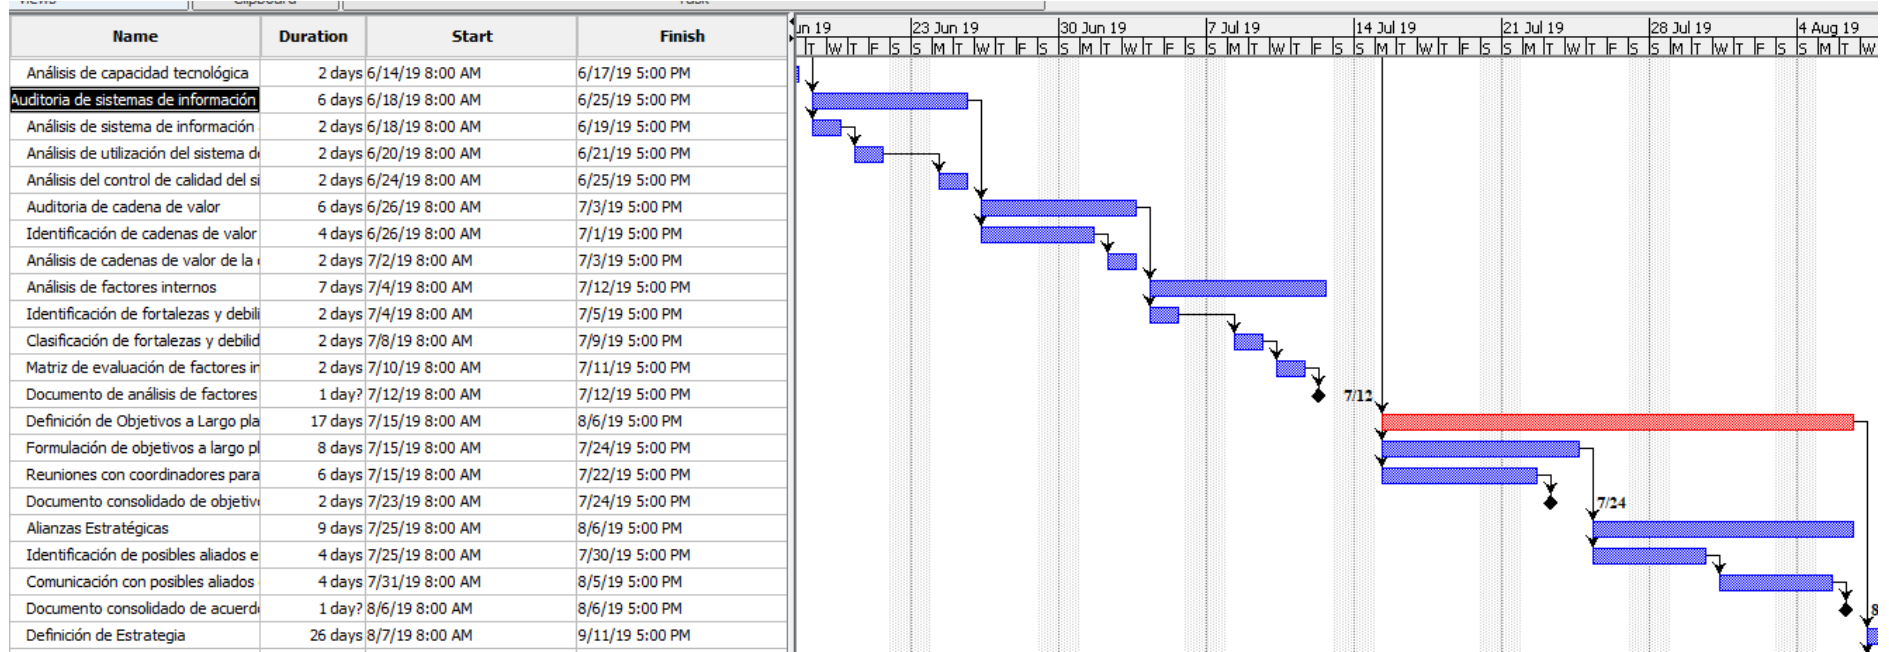 Views Clipboard Task
Name Duration Start Finish
un 19 23 Jun 19 30 Jun 19 7 Jul 19 14 Jul 19 21 Jul 19 28 Jul 19 4 Aug 19
T W T F S S M T W T F S S M T W T F S S M T W T F S S M T W T F S S M T W T F S S M T W T F S S M T W
Análisis de capacidad tecnológica 2 days 6/14/19 8:00 AM 6/17/19 5:00 PM
Auditoria de sistemas de información 6 days 6/18/19 8:00 AM 6/25/19 5:00 PM
Análisis de sistema de información 2 days 6/18/19 8:00 AM 6/19/19 5:00 PM
Análisis de utilización del sistema d 2 days 6/20/19 8:00 AM 6/21/19 5:00 PM
Análisis del control de calidad del si 2 days 6/24/19 8:00 AM 6/25/19 5:00 PM
Auditoria de cadena de valor 6 days 6/26/19 8:00 AM 7/3/19 5:00 PM
Identificación de cadenas de valor 4 days 6/26/19 8:00 AM 7/1/19 5:00 PM
Análisis de cadenas de valor de la 2 days 7/2/19 8:00 AM 7/3/19 5:00 PM
Análisis de factores internos 7 days 7/4/19 8:00 AM 7/12/19 5:00 PM
Identificación de fortalezas y debili 2 days 7/4/19 8:00 AM 7/5/19 5:00 PM
Clasificación de fortalezas y debilid 2 days 7/8/19 8:00 AM 7/9/19 5:00 PM
Matriz de evaluación de factores in 2 days 7/10/19 8:00 AM 7/11/19 5:00 PM
Documento de análisis de factores 1 day? 7/12/19 8:00 AM 7/12/19 5:00 PM 7/12
Definición de Objetivos a Largo pla 17 days 7/15/19 8:00 AM 8/6/19 5:00 PM
Formulación de objetivos a largo pl 8 days 7/15/19 8:00 AM 7/24/19 5:00 PM
Reuniones con coordinadores para 6 days 7/15/19 8:00 AM 7/22/19 5:00 PM
Documento consolidado de objetiv 2 days 7/23/19 8:00 AM 7/24/19 5:00 PM 7/24
Alianzas Estratégicas 9 days 7/25/19 8:00 AM 8/6/19 5:00 PM
Identificación de posibles aliados e 4 days 7/25/19 8:00 AM 7/30/19 5:00 PM
Comunicación con posibles aliados 4 days 7/31/19 8:00 AM 8/5/19 5:00 PM
Documento consolidado de acuerd 1 day? 8/6/19 8:00 AM 8/6/19 5:00 PM 8
Definición de Estrategia 26 days 8/7/19 8:00 AM 9/11/19 5:00 PM